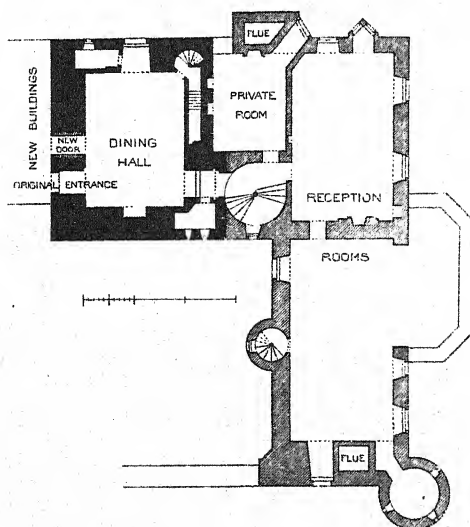 FLUE
NEW BUILDINGS
PRIVATE
ROOM
NEW
DOOR
DINING
HALL
ORIGINAL ENTRANCE
RECEPTION
ROOMS
FLUE